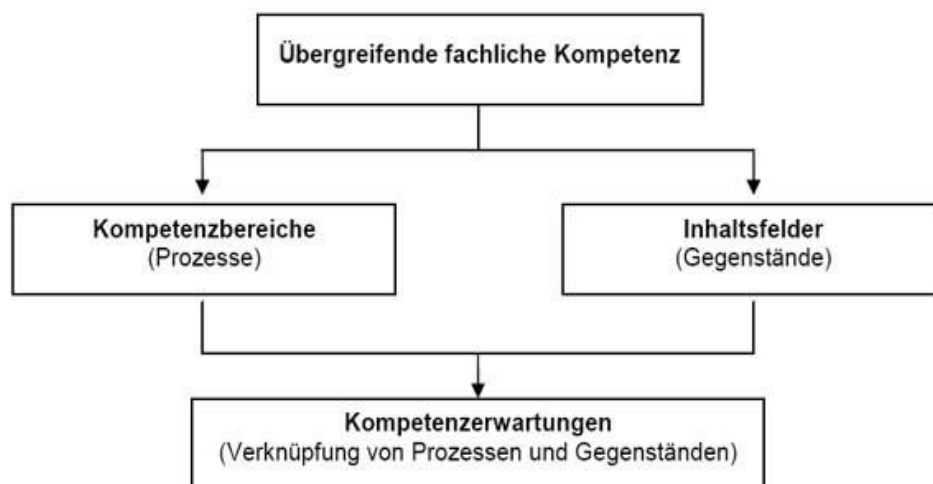 Übergreifende fachliche Kompetenz
Kompetenzbereiche
(Prozesse)
Inhaltsfelder
(Gegenstände)
Kompetenzerwartungen
(Verknüpfung von Prozessen und Gegenständen)